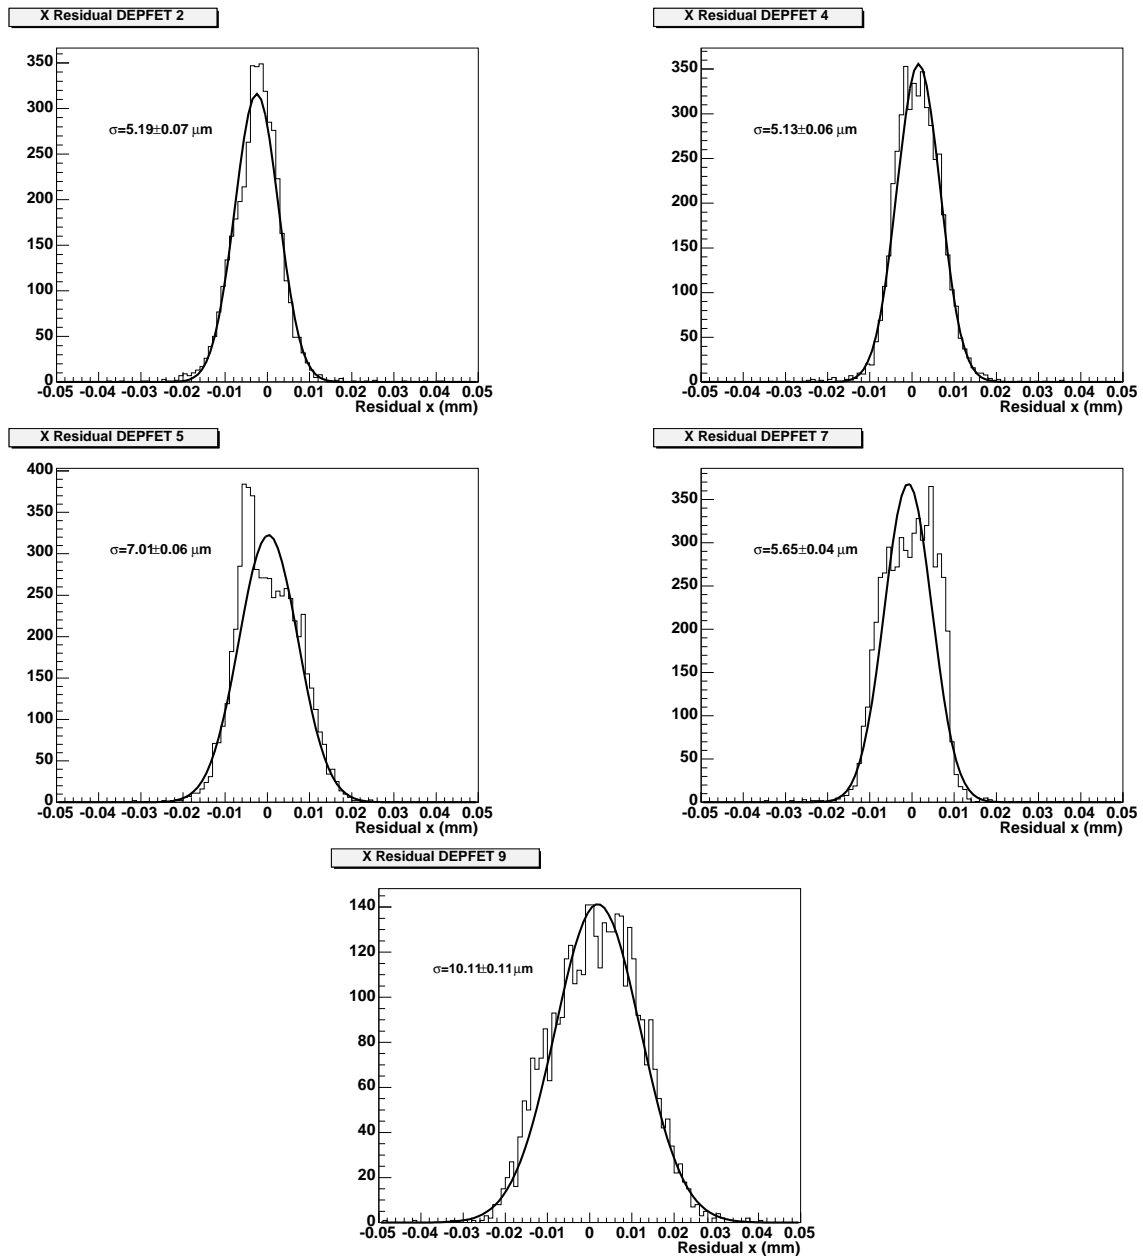 X Residual DEPFET 2
350
300
250
200
150
100
50
0
σ=5.19±0.07 μm
-0.05 -0.04 -0.03 -0.02 -0.01 0 0.01 0.02 0.03 0.04 0.05
Residual x (mm)
X Residual DEPFET 4
350
300
250
200
150
100
50
0
σ=5.13±0.06 μm
-0.05 -0.04 -0.03 -0.02 -0.01 0 0.01 0.02 0.03 0.04 0.05
Residual x (mm)
X Residual DEPFET 5
400
350
300
250
200
150
100
50
0
σ=7.01±0.06 μm
-0.05 -0.04 -0.03 -0.02 -0.01 0 0.01 0.02 0.03 0.04 0.05
Residual x (mm)
X Residual DEPFET 7
350
300
250
200
150
100
50
0
σ=5.65±0.04 μm
-0.05 -0.04 -0.03 -0.02 -0.01 0 0.01 0.02 0.03 0.04 0.05
Residual x (mm)
X Residual DEPFET 9
140
120
100
80
60
40
20
0
σ=10.11±0.11 μm
-0.05 -0.04 -0.03 -0.02 -0.01 0 0.01 0.02 0.03 0.04 0.05
Residual x (mm)